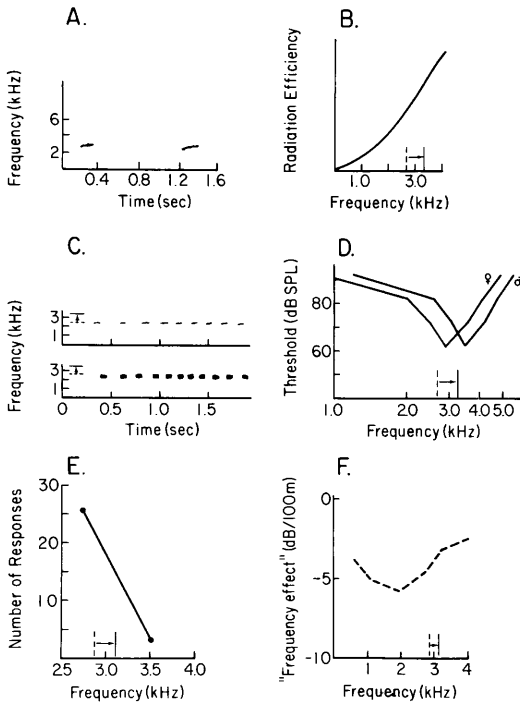 A.
Frequency (kHz)
6
2
0.4
0.8
1.2
1.6
Time (sec)
B.
Radiation Efficiency
1.0
3.0
Frequency (kHz)
C.
3
1
3
1
Frequency (kHz)
0
0.5
1.0
1.5
Time (sec)
D.
Threshold (dB SPL)
80
60
♀
♂
1.0
2.0
3.0
4.0
5.0
Frequency (kHz)
E.
Number of Responses
30
20
10
2.5
3.0
3.5
4.0
Frequency (kHz)
F.
"Frequency effect" (dB/100m)
0
-5
-10
1
2
3
4
Frequency (kHz)